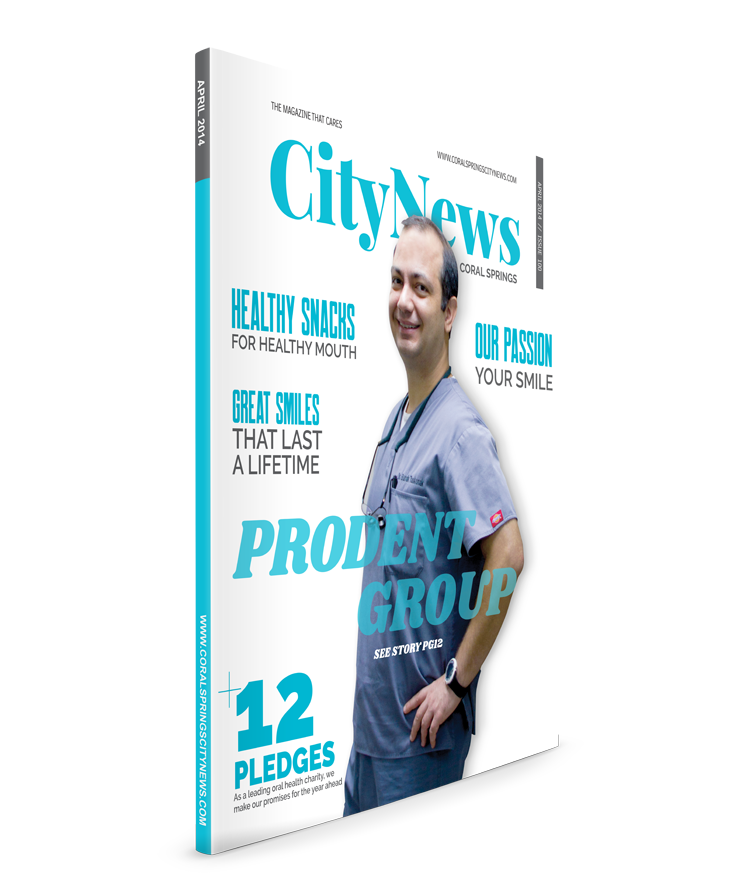 APRIL 2014
WWW.CORALSPRINGSCITYNEWS.COM
THE MAGAZINE THAT CARES
WWW.CORALSPRINGSCITYNEWS.COM
APRIL 2014 // ISSUE 100
CityNews
CORAL SPRINGS
HEALTHY SNACKS
FOR HEALTHY MOUTH
OUR PASSION
YOUR SMILE
GREAT SMILES
THAT LAST
A LIFETIME
PRODENT
GROUP
SEE STORY PG12
12
PLEDGES
As a leading oral health charity, we
make our promises for the year ahead